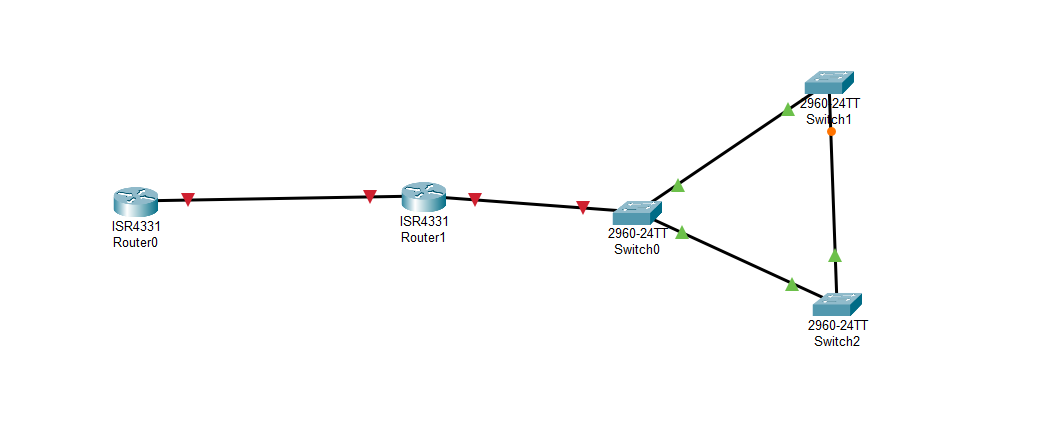 2960-24TT
Switch1
ISR4331
Router0
ISR4331
Router1
2960-24TT
Switch0
2960-24TT
Switch2